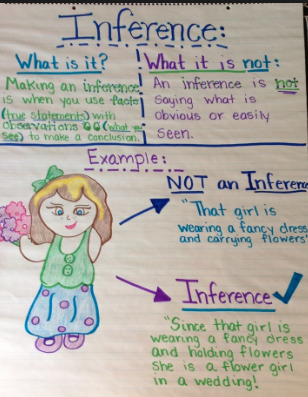 Inference:
What is it?
Making an inference
is when you use facts
(true statements) with
observations (what you
see) to make a conclusion.
What it is not:
An inference is not
saying what is
obvious or easily
seen.
Example:
NOT an Inferen
"That girl is
wearing a fancy dress
and carrying flowers"
Inference
"Since that girl is
wearing a fancy dress
and holding flowers
she is a flower girl
in a wedding!